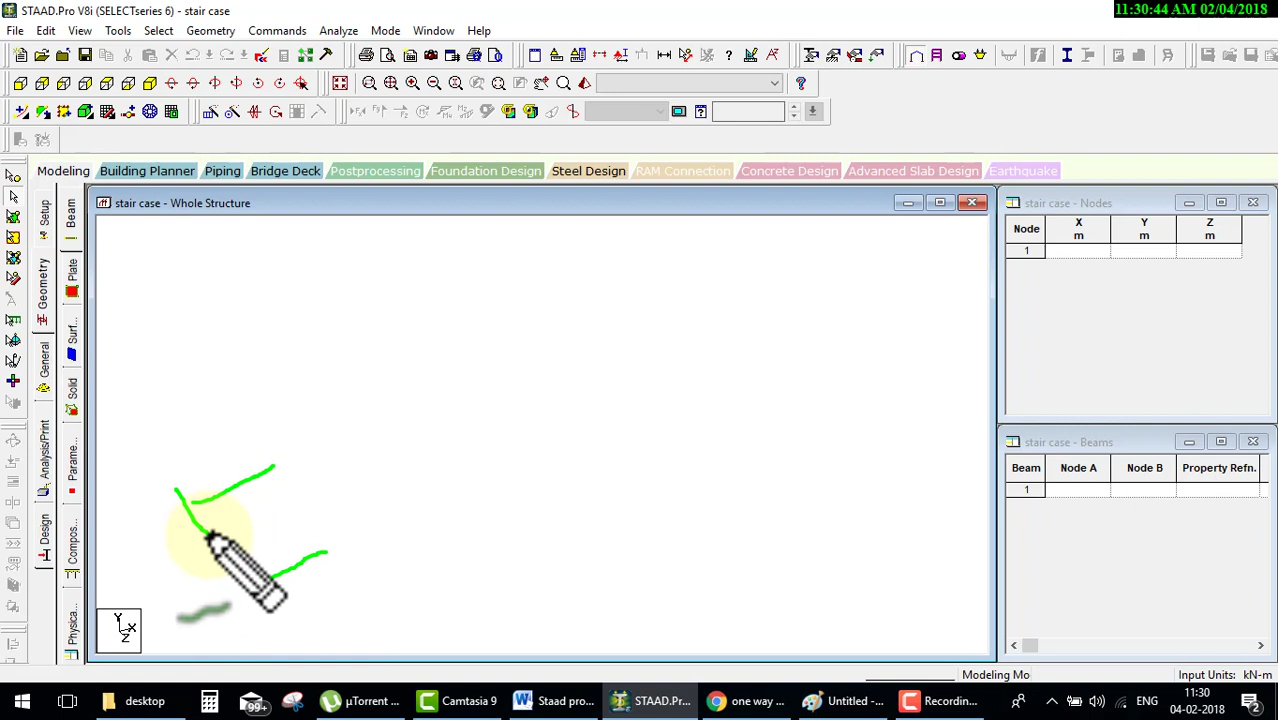 STAAD.Pro V8i (SELECTseries 6) - stair case
11:30:44 AM 02/04/2018
File Edit View Tools Select Geometry Commands Analyze Mode Window Help
Modeling Building Planner Piping Bridge Deck Postprocessing Foundation Design Steel Design RAM Connection Concrete Design Advanced Slab Design Earthquake
Setup
Geometry
General
Analysis/Print
Design
Beam
Plate
Surf...
Solid
Parame...
Compos...
Physica...
stair case - Whole Structure
Y
X
Z
stair case - Nodes
Node X m Y m Z m
1
stair case - Beams
Beam Node A Node B Property Refn.
1
Modeling Mo
Input Units: kN-m
desktop
99+
µTorrent ...
Camtasia 9
Staad pro...
STAAD.Pr...
one way ...
Untitled -...
Recordin...
ENG
11:30
04-02-2018
2